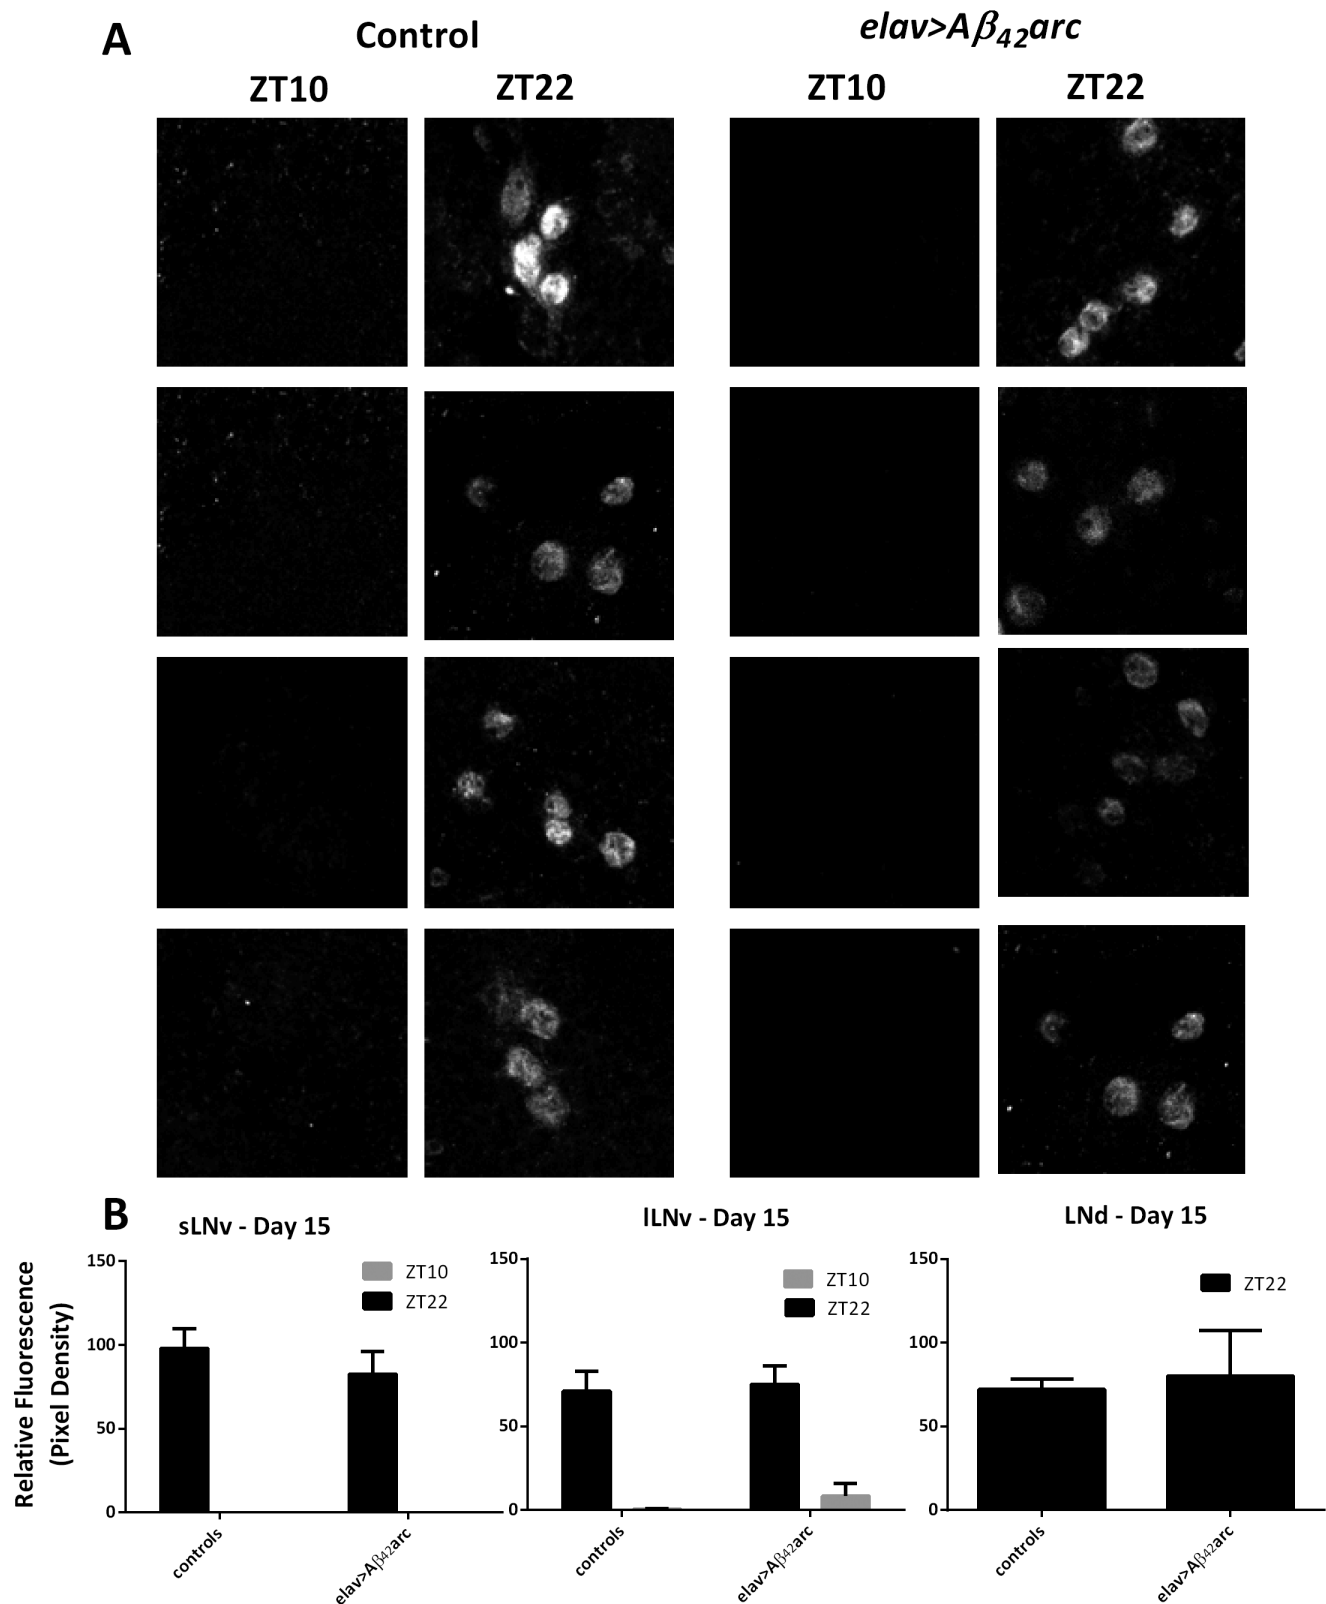 A
Control
elav>Aβ42arc
ZT10
ZT22
ZT10
ZT22
B
sLNv - Day 15
lLNv - Day 15
LNd - Day 15
Relative Fluorescence
(Pixel Density)
150
100
50
0
ZT10
ZT22
controls
elav>Aβ42arc
150
100
50
0
ZT10
ZT22
controls
elav>Aβ42arc
150
100
50
0
ZT22
controls
elav>Aβ42arc